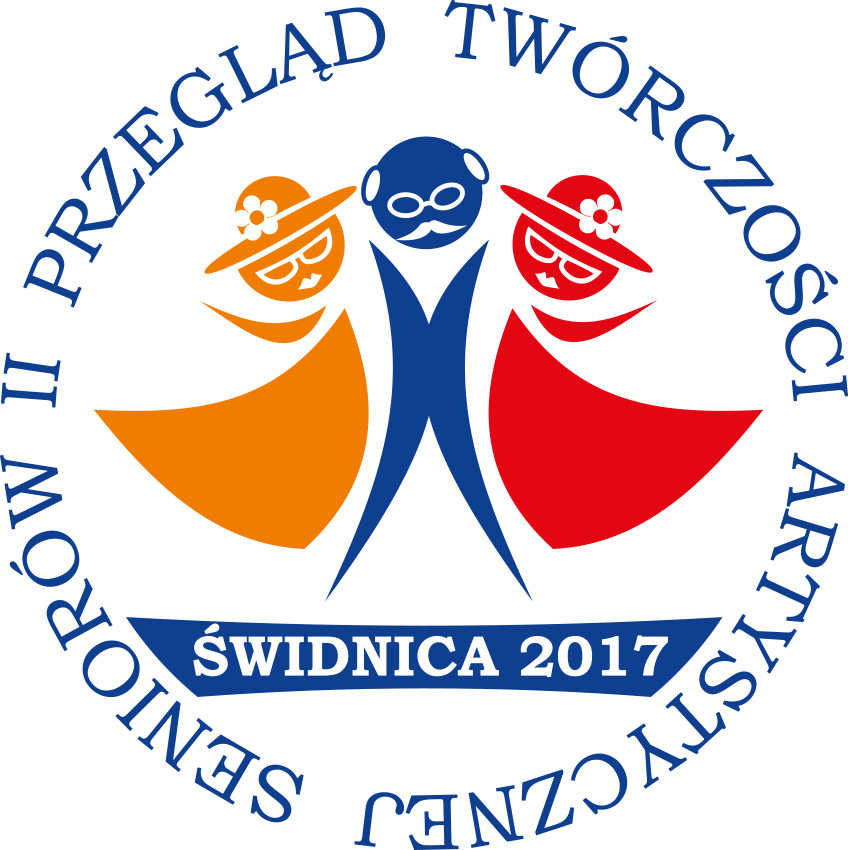 II PRZEGLĄD TWÓRCZOŚCI ARTYSTYCZNEJ SENIORÓW
ŚWIDNICA 2017